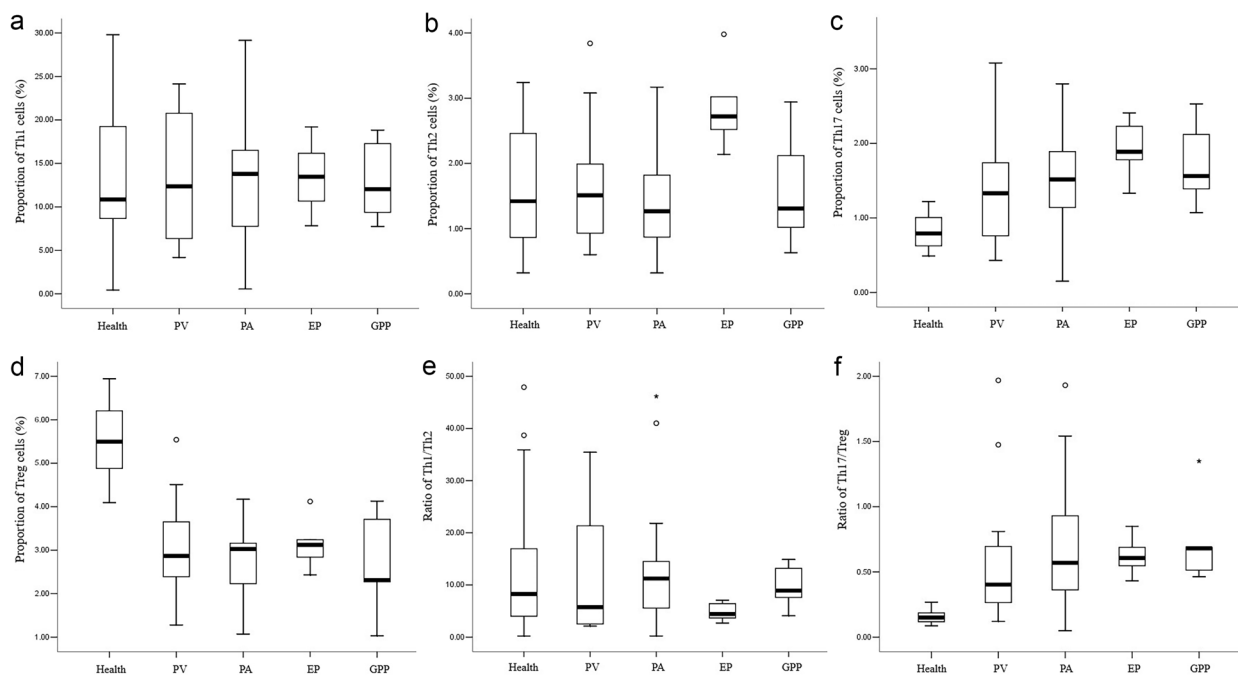 a
Proportion of Th1 cells (%)
30.00
25.00
20.00
15.00
10.00
5.00
0.00
Health PV PA EP GPP
b
Proportion of Th2 cells (%)
4.00
3.00
2.00
1.00
0.00
Health PV PA EP GPP
c
Proportion of Th17 cells (%)
3.00
2.00
1.00
0.00
Health PV PA EP GPP
d
Proportion of Treg cells (%)
7.00
6.00
5.00
4.00
3.00
2.00
1.00
Health PV PA EP GPP
e
Ratio of Th1/Th2
50.00
40.00
30.00
20.00
10.00
0.00
Health PV PA EP GPP
f
Ratio of Th17/Treg
2.00
1.50
1.00
0.50
0.00
Health PV PA EP GPP